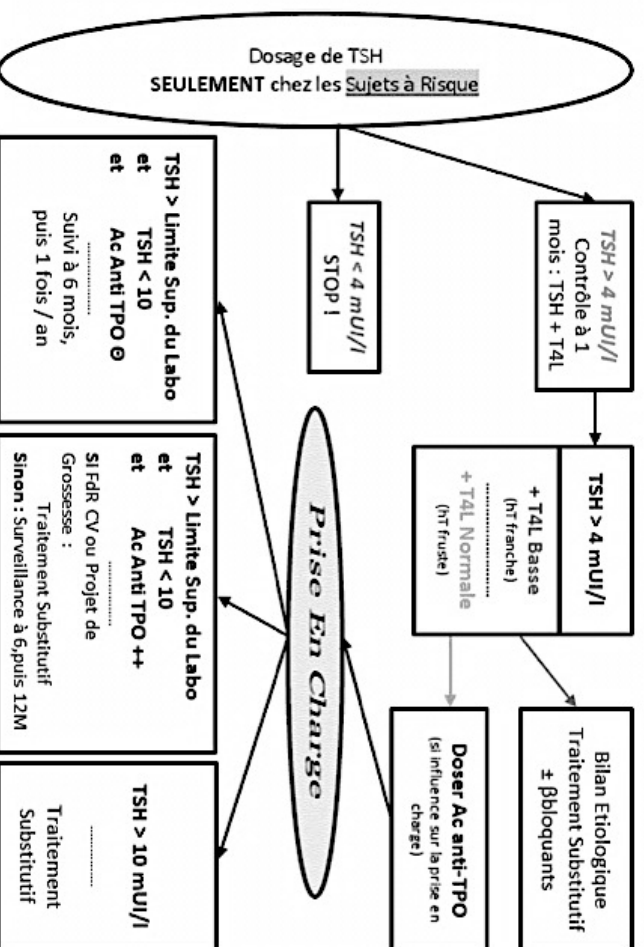 Dosage de TSH
SEULEMENT chez les Sujets à Risque
TSH > 4 mUI/l
Contrôle à 1
mois : TSH + T4L
TSH < 4 mUI/l
STOP !
TSH > 4 mUI/l
+ T4L Basse
(hT franche)
+ T4L Normale
(hT fruste)
Bilan Etiologique
Traitement Substitutif
± βbloquants
Doser Ac anti-TPO
(si influence sur la prise en
charge)
Prise En Charge
TSH > Limite Sup. du Labo
et TSH < 10
et Ac Anti TPO ⊝
Suivi à 6 mois,
puis 1 fois / an
TSH > Limite Sup. du Labo
et TSH < 10
et Ac Anti TPO ++
SI FdR CV ou Projet de
Grossesse :
Traitement Substitutif
Sinon : Surveillance à 6,puis 12M
TSH > 10 mUI/l
Traitement
Substitutif